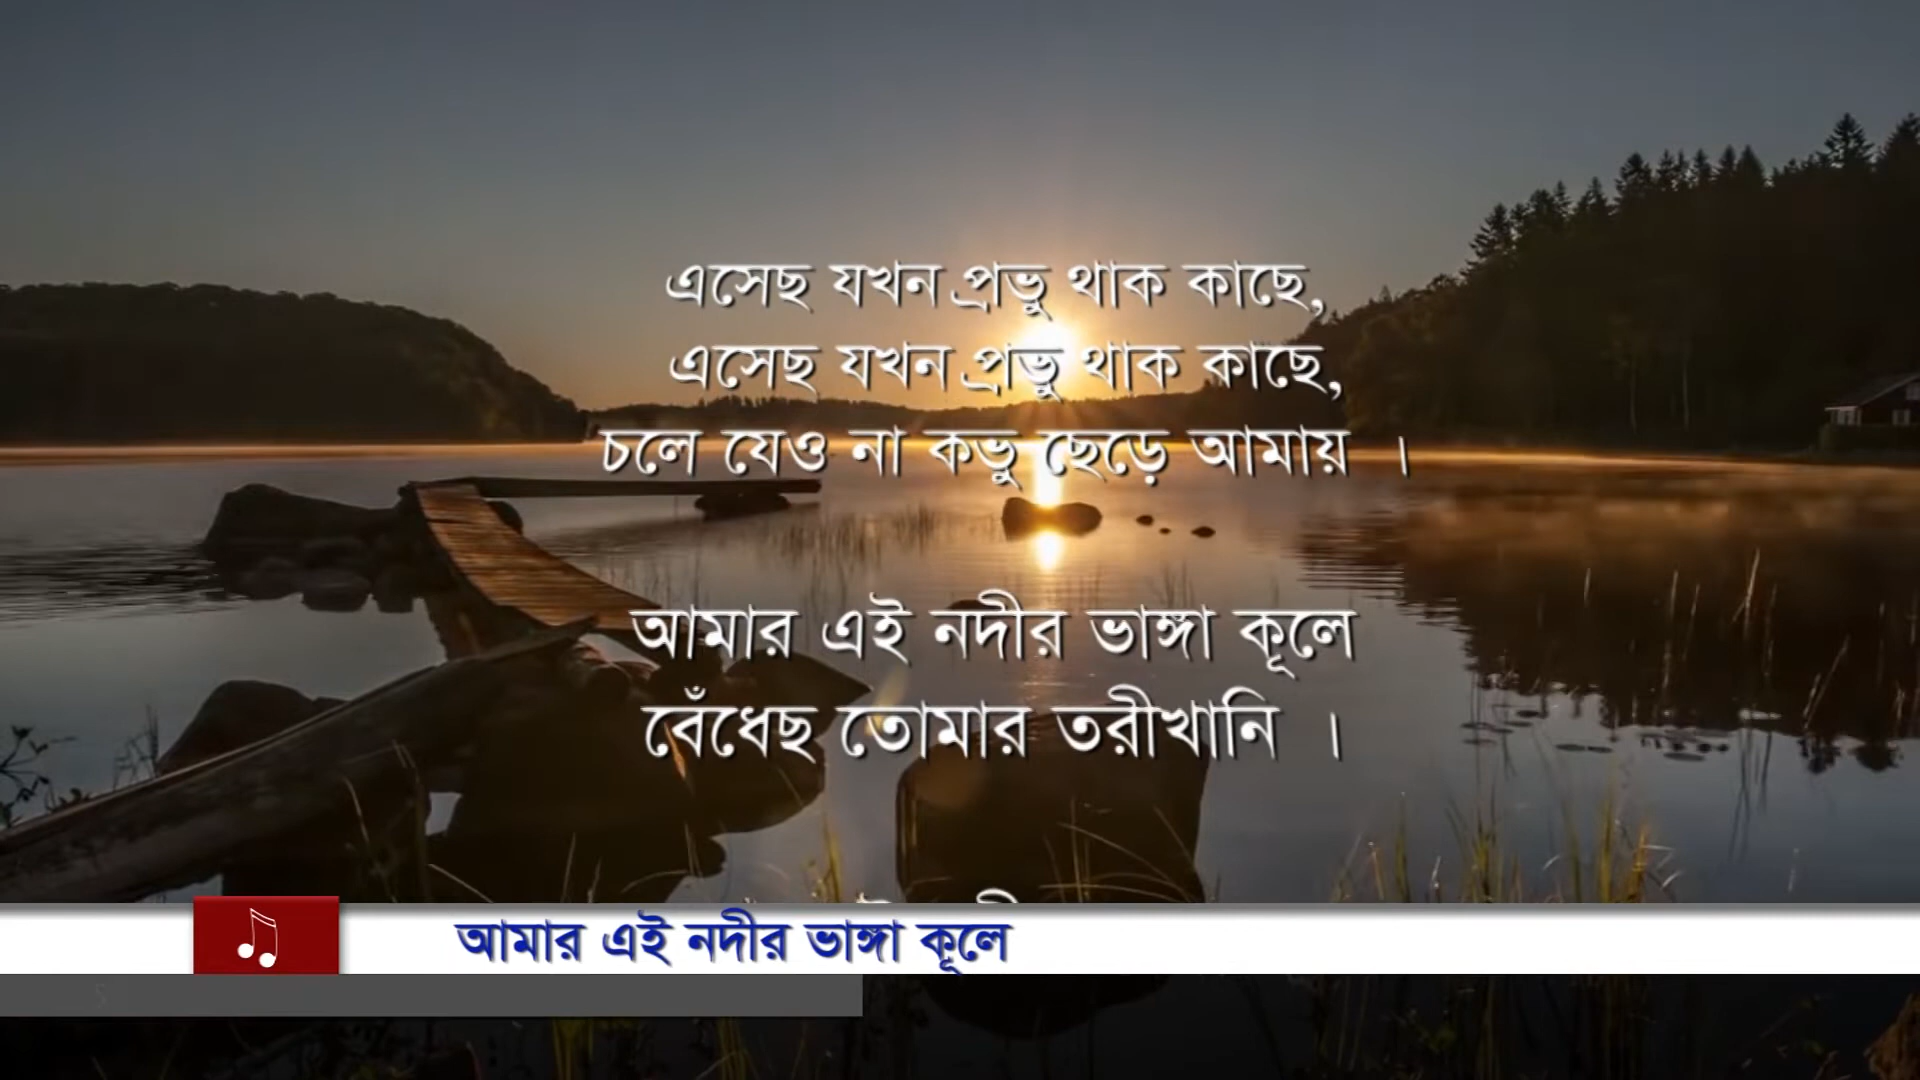 এসেছ যখন প্রভু থাক কাছে,
এসেছ যখন প্রভু থাক কাছে,
চলে যেও না কভু ছেড়ে আমায় ।
আমার এই নদীর ভাঙ্গা কূলে
বেঁধেছ তোমার তরীখানি ।
আমার এই নদীর ভাঙ্গা কূলে